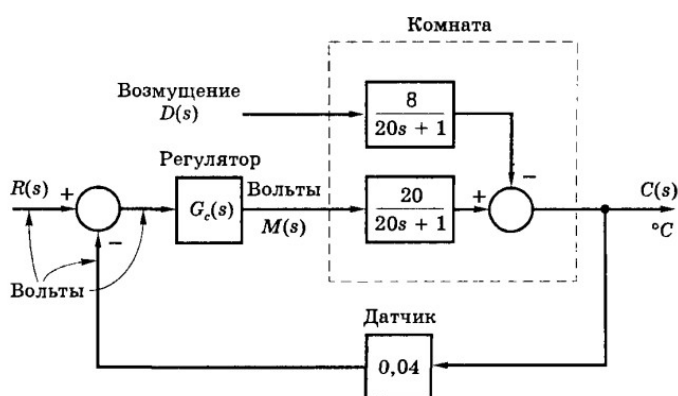 Комната
Возмущение
D(s)
8
20s + 1
−
Регулятор
R(s)
+
−
G_c(s)
Вольты
M(s)
20
20s + 1
+
C(s)
°C
Вольты
Датчик
0,04